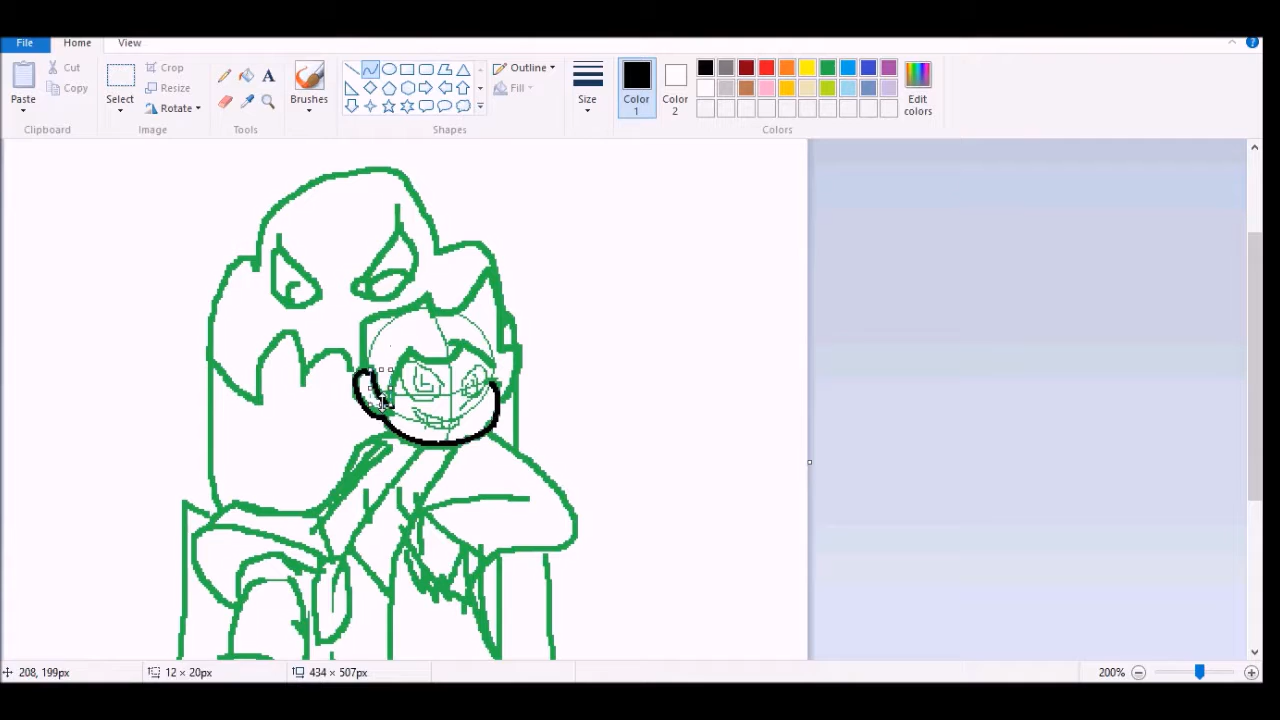 File Home View
Paste Cut Copy Select Crop Resize Rotate A Brushes Outline Fill Size Color 1 Color 2 Edit colors
Clipboard Image Tools Shapes Colors
208, 199px 12 × 20px 434 × 507px 200%